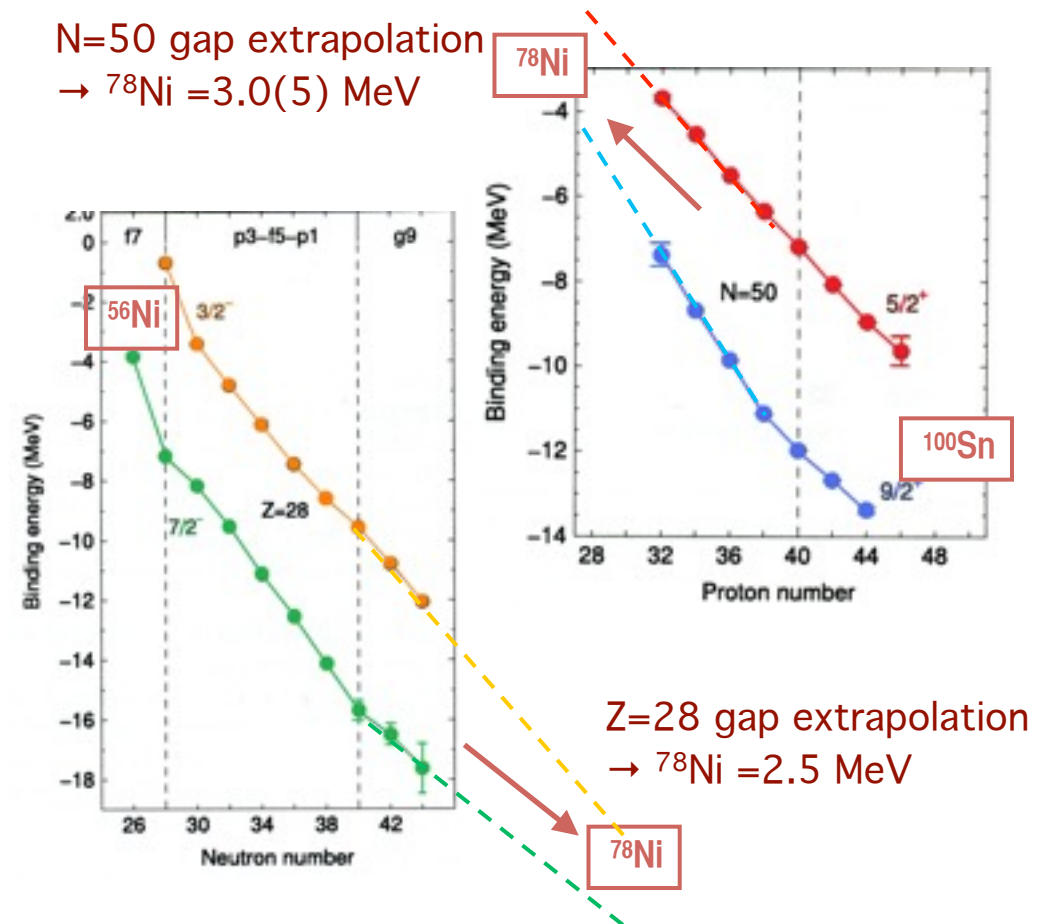 N=50 gap extrapolation
→ ⁷⁸Ni =3.0(5) MeV
⁷⁸Ni
−4
−6
−8
−10
−12
−14
Binding energy (MeV)
N=50
5/2⁺
9/2⁺
¹⁰⁰Sn
28 32 36 40 44 48
Proton number
2.0
0
−2
−4
−6
−8
−10
−12
−14
−16
−18
Binding energy (MeV)
f7 p3–f5–p1 g9
⁵⁶Ni
3/2⁻
7/2⁻
Z=28
26 30 34 38 42
Neutron number
Z=28 gap extrapolation
→ ⁷⁸Ni =2.5 MeV
⁷⁸Ni